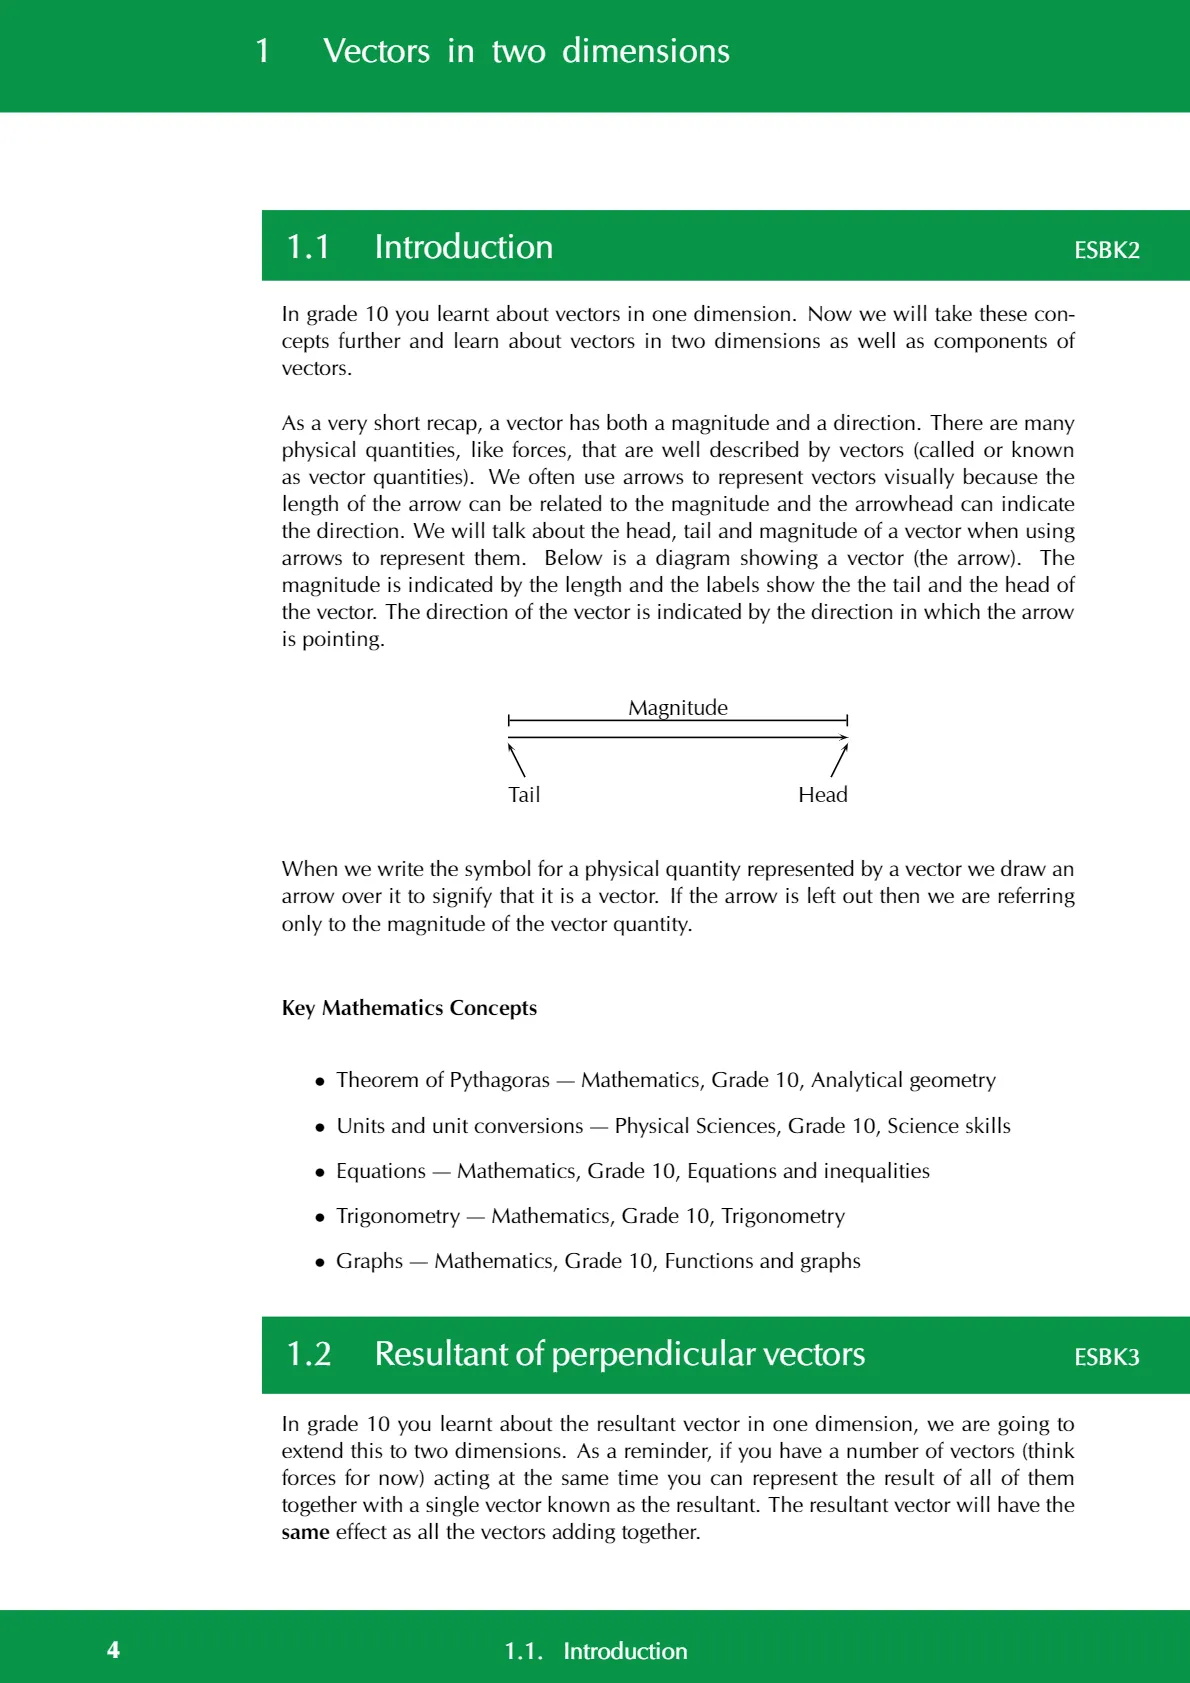 1 Vectors in two dimensions
1.1 Introduction ESBK2
In grade 10 you learnt about vectors in one dimension. Now we will take these con-
cepts further and learn about vectors in two dimensions as well as components of
vectors.
As a very short recap, a vector has both a magnitude and a direction. There are many
physical quantities, like forces, that are well described by vectors (called or known
as vector quantities). We often use arrows to represent vectors visually because the
length of the arrow can be related to the magnitude and the arrowhead can indicate
the direction. We will talk about the head, tail and magnitude of a vector when using
arrows to represent them. Below is a diagram showing a vector (the arrow). The
magnitude is indicated by the length and the labels show the the tail and the head of
the vector. The direction of the vector is indicated by the direction in which the arrow
is pointing.
Magnitude
Tail Head
When we write the symbol for a physical quantity represented by a vector we draw an
arrow over it to signify that it is a vector. If the arrow is left out then we are referring
only to the magnitude of the vector quantity.
Key Mathematics Concepts
• Theorem of Pythagoras — Mathematics, Grade 10, Analytical geometry
• Units and unit conversions — Physical Sciences, Grade 10, Science skills
• Equations — Mathematics, Grade 10, Equations and inequalities
• Trigonometry — Mathematics, Grade 10, Trigonometry
• Graphs — Mathematics, Grade 10, Functions and graphs
1.2 Resultant of perpendicular vectors ESBK3
In grade 10 you learnt about the resultant vector in one dimension, we are going to
extend this to two dimensions. As a reminder, if you have a number of vectors (think
forces for now) acting at the same time you can represent the result of all of them
together with a single vector known as the resultant. The resultant vector will have the
same effect as all the vectors adding together.
4 1.1. Introduction